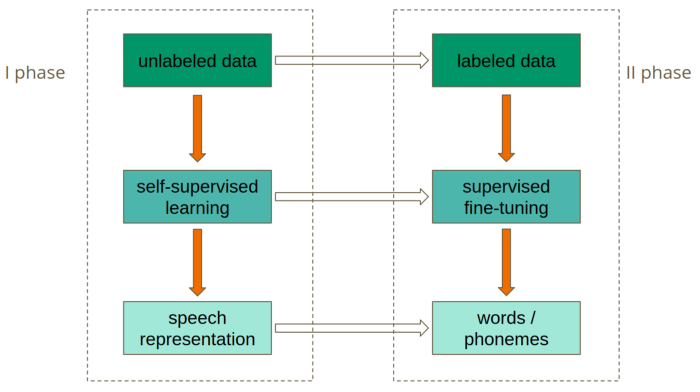 I phase
unlabeled data
self-supervised
learning
speech
representation
II phase
labeled data
supervised
fine-tuning
words /
phonemes